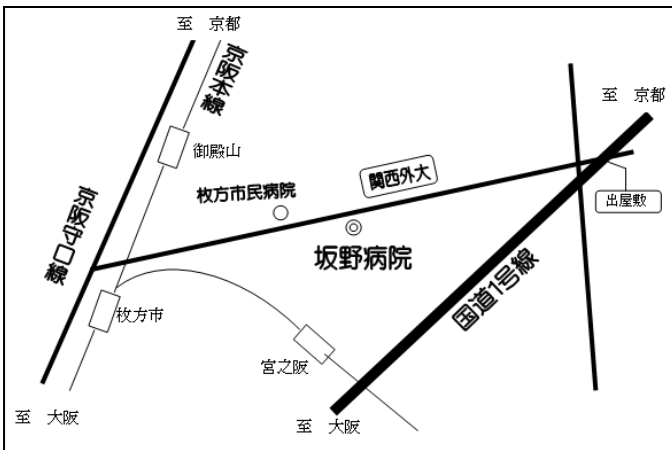 至　京都
京阪本線
至　京都
御殿山
関西外大
枚方市民病院
出屋敷
京阪守口線
坂野病院
国道1号線
枚方市
宮之阪
至　大阪
至　大阪